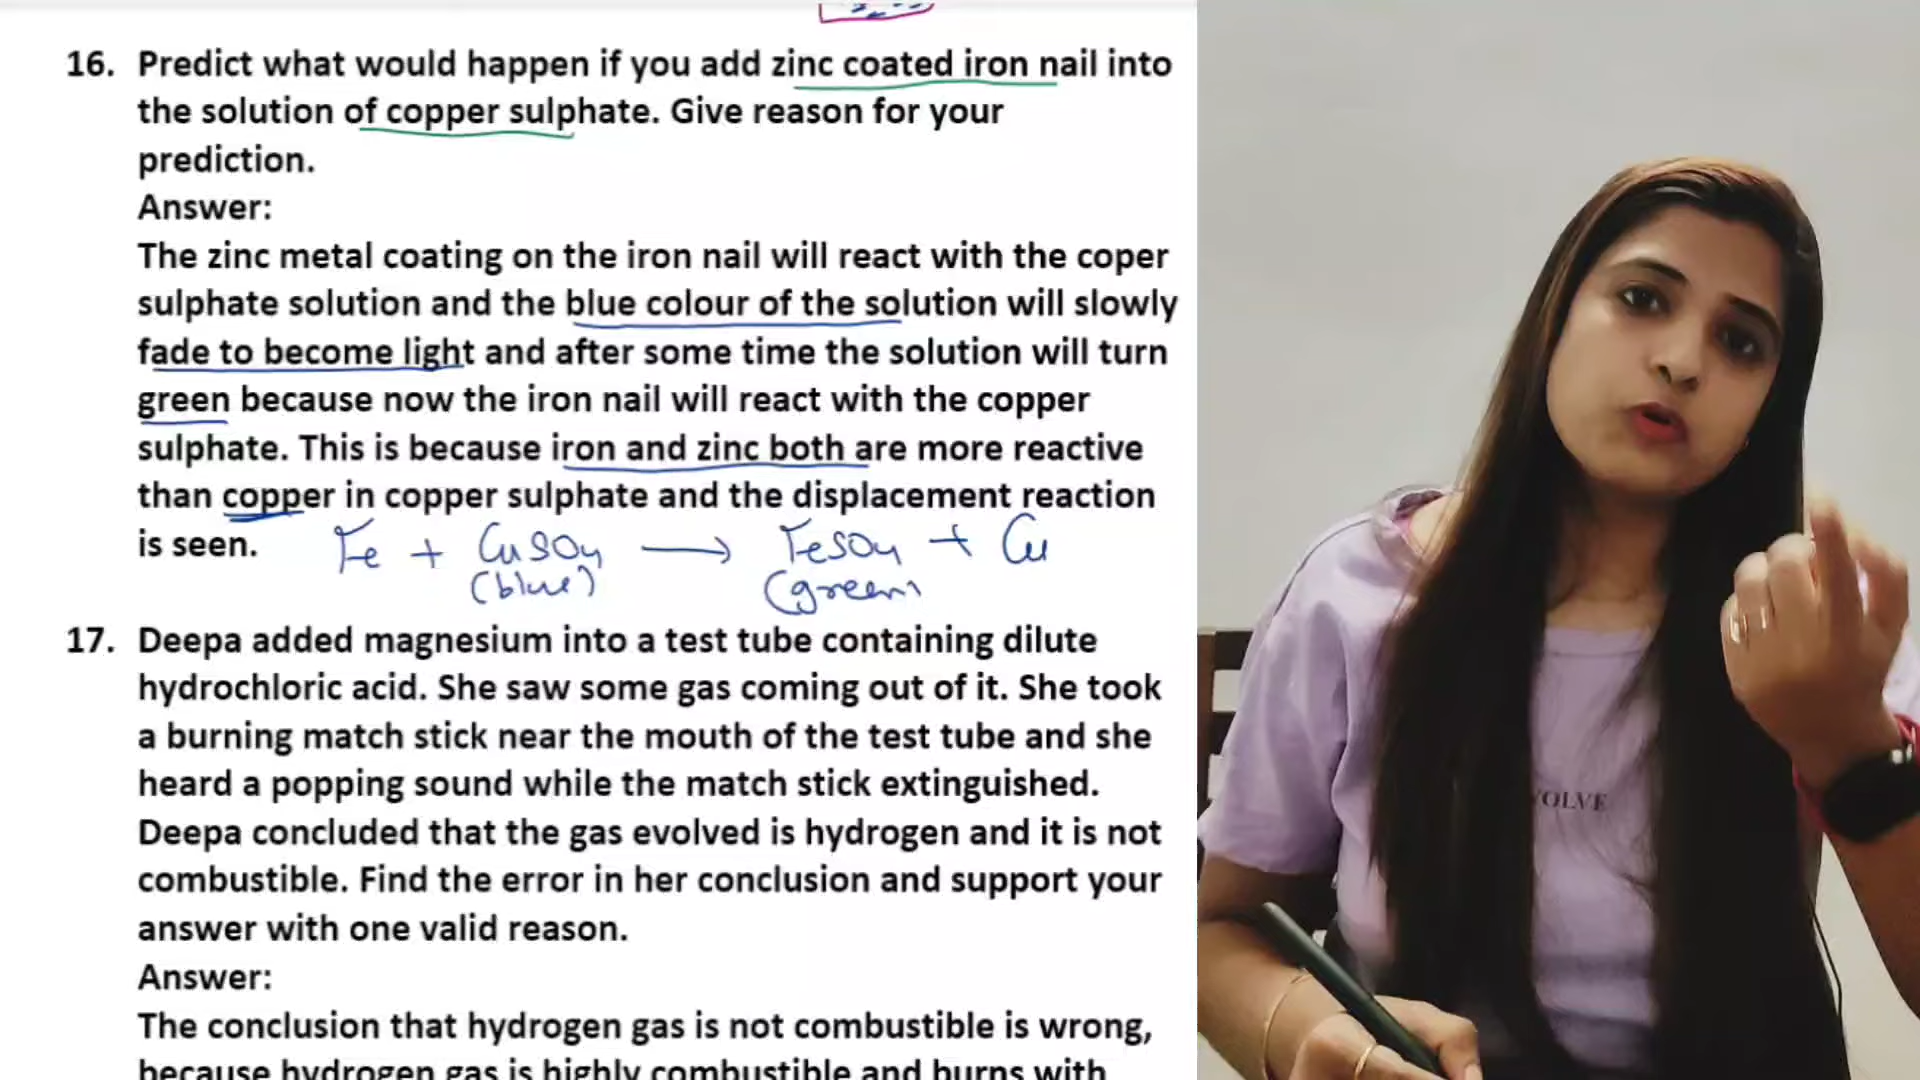 16. Predict what would happen if you add zinc coated iron nail into
the solution of copper sulphate. Give reason for your
prediction.
Answer:
The zinc metal coating on the iron nail will react with the coper
sulphate solution and the blue colour of the solution will slowly
fade to become light and after some time the solution will turn
green because now the iron nail will react with the copper
sulphate. This is because iron and zinc both are more reactive
than copper in copper sulphate and the displacement reaction
is seen. Fe + CuSO4 → FeSO4 + Cu
(blue) (green)
17. Deepa added magnesium into a test tube containing dilute
hydrochloric acid. She saw some gas coming out of it. She took
a burning match stick near the mouth of the test tube and she
heard a popping sound while the match stick extinguished.
Deepa concluded that the gas evolved is hydrogen and it is not
combustible. Find the error in her conclusion and support your
answer with one valid reason.
Answer:
The conclusion that hydrogen gas is not combustible is wrong,
because hydrogen gas is highly combustible and burns with
VOLVE